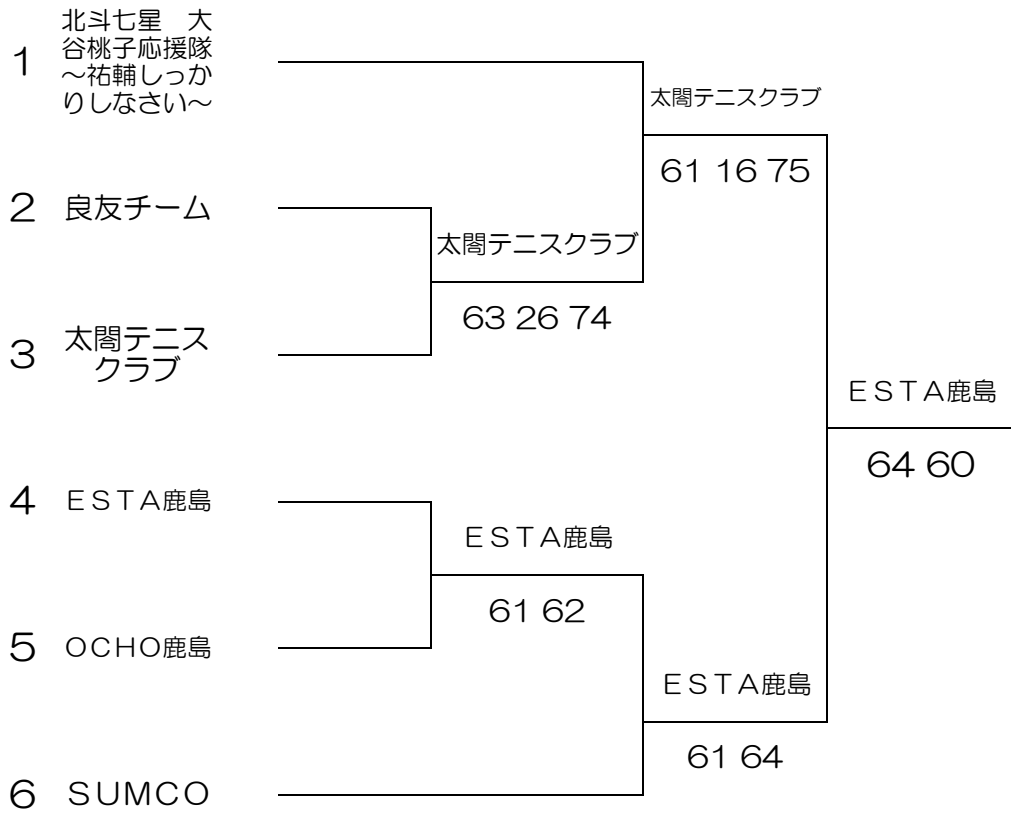 1
北斗七星　大
谷桃子応援隊
～祐輔しっか
りしなさい～
太閤テニスクラブ
61 16 75
2 良友チーム
太閤テニスクラブ
63 26 74
3
太閤テニス
クラブ
ＥＳＴＡ鹿島
64 60
4 ＥＳＴＡ鹿島
ＥＳＴＡ鹿島
61 62
5 ＯＣＨＯ鹿島
ＥＳＴＡ鹿島
61 64
6 ＳＵＭＣＯ